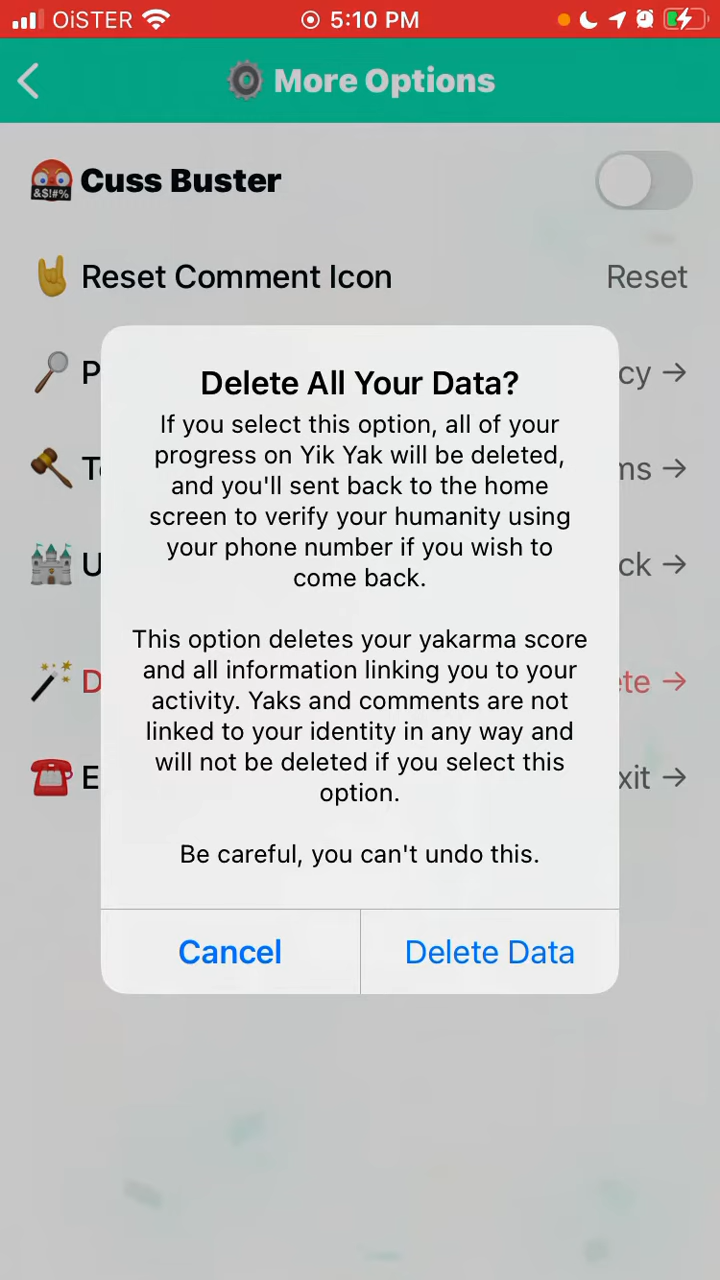 OiSTER 5:10 PM
More Options
&$!#% Cuss Buster
Reset Comment Icon Reset
P cy →
T ms →
U ck →
D te →
E xit →
Delete All Your Data?
If you select this option, all of your
progress on Yik Yak will be deleted,
and you'll sent back to the home
screen to verify your humanity using
your phone number if you wish to
come back.
This option deletes your yakarma score
and all information linking you to your
activity. Yaks and comments are not
linked to your identity in any way and
will not be deleted if you select this
option.
Be careful, you can't undo this.
Cancel Delete Data